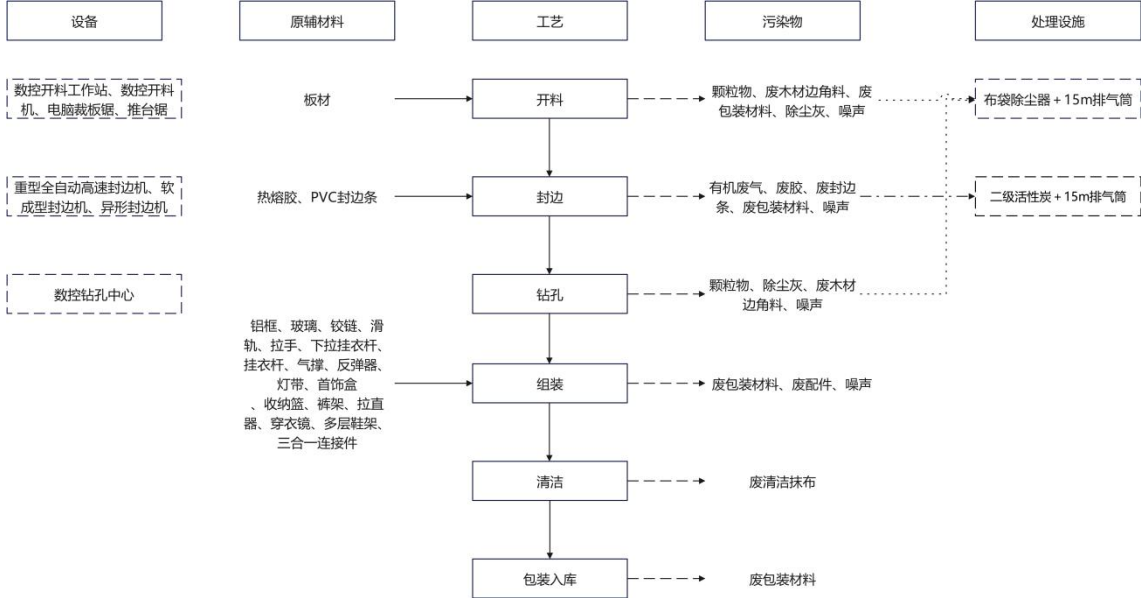 设备
原辅材料
工艺
污染物
处理设施
数控开料工作站、数控开料
机、电脑裁板锯、推台锯
板材
开料
颗粒物、废木材边角料、废
包装材料、除尘灰、噪声
布袋除尘器+15m排气筒
重型全自动高速封边机、软
成型封边机、异形封边机
热熔胶、PVC封边条
封边
有机废气、废胶、废封边
条、废包装材料、噪声
二级活性炭+15m排气筒
数控钻孔中心
钻孔
颗粒物、除尘灰、废木材
边角料、噪声
铝框、玻璃、铰链、滑
轨、拉手、下拉挂衣杆、
挂衣杆、气撑、反弹器、
灯带、首饰盒
、收纳篮、裤架、拉直
器、穿衣镜、多层鞋架、
三合一连接件
组装
废包装材料、废配件、噪声
清洁
废清洁抹布
包装入库
废包装材料